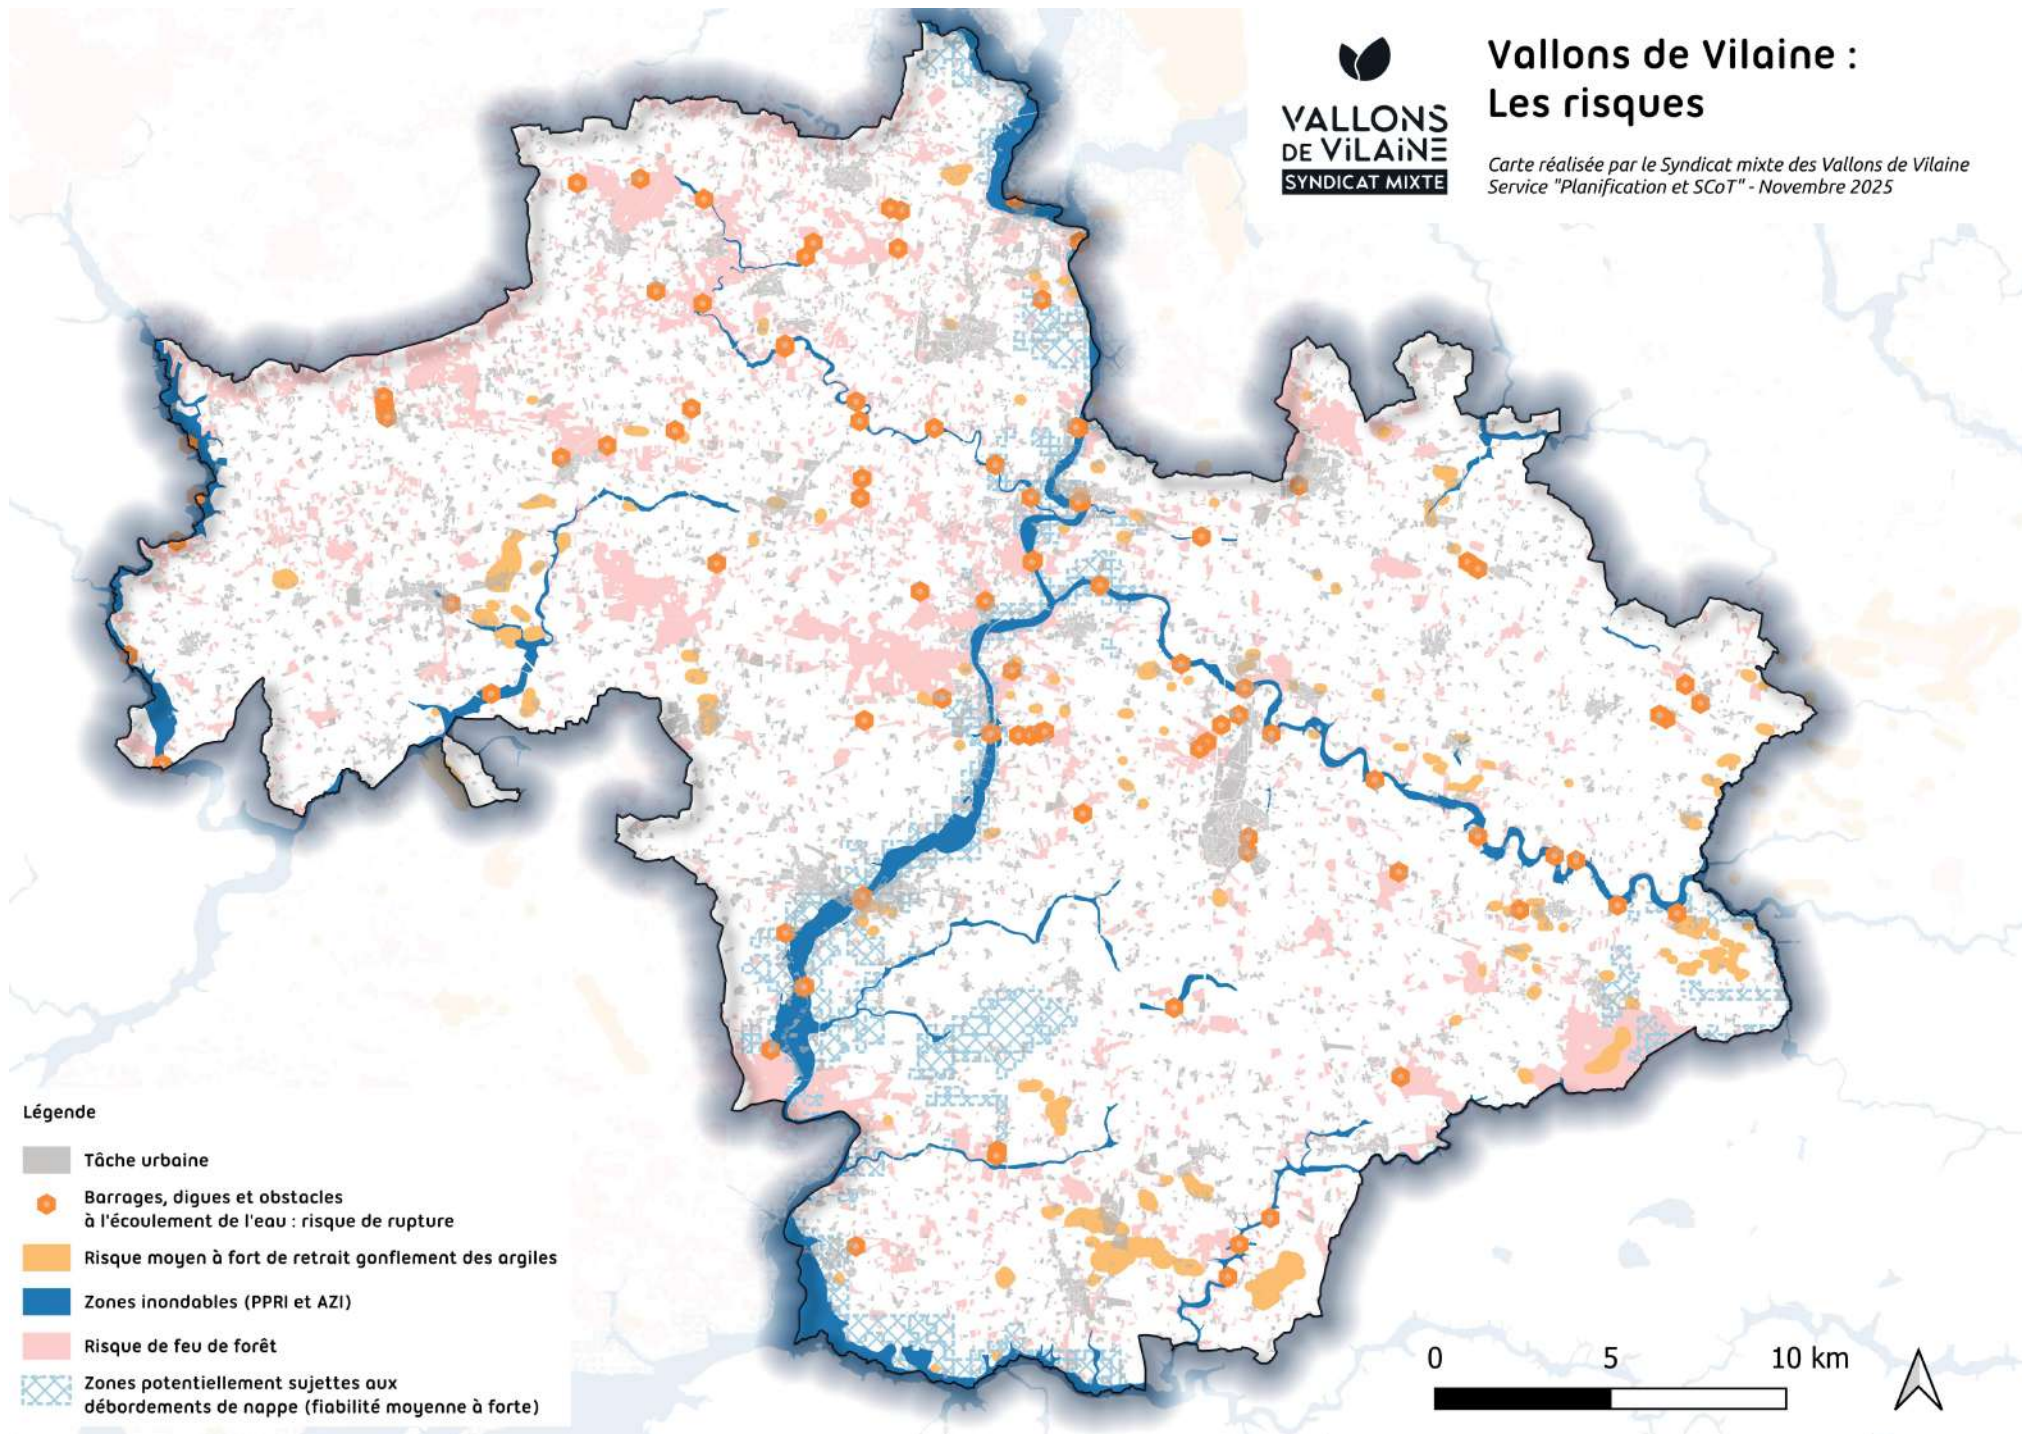 VALLONS
DE ViLAiNE
SYNDICAT MIXTE
Vallons de Vilaine :
Les risques
Carte réalisée par le Syndicat mixte des Vallons de Vilaine
Service "Planification et SCoT" - Novembre 2025
Légende
Tâche urbaine
Barrages, digues et obstacles
à l'écoulement de l'eau : risque de rupture
Risque moyen à fort de retrait gonflement des argiles
Zones inondables (PPRI et AZI)
Risque de feu de forêt
Zones potentiellement sujettes aux
débordements de nappe (fiabilité moyenne à forte)
0 5 10 km